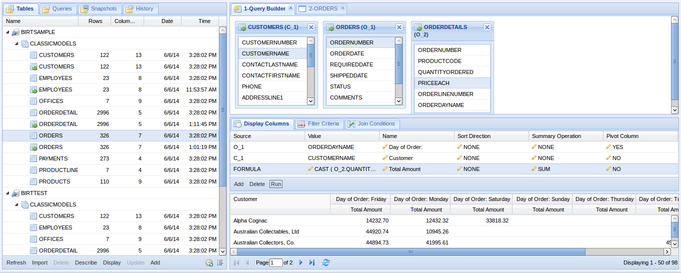 Tables Queries Snapshots History
Name Rows Colum... Date Time
BIRTSAMPLE
CLASSICMODELS
CUSTOMERS 122 13 6/6/14 3:28:02 PM
CUSTOMERS 122 13 6/6/14 3:28:02 PM
EMPLOYEES 23 8 6/6/14 3:28:02 PM
EMPLOYEES 23 8 6/6/14 11:53:57 AM
OFFICES 7 9 6/6/14 3:28:02 PM
ORDERDETAIL 2996 5 6/6/14 3:28:02 PM
ORDERDETAIL 2996 5 6/6/14 1:11:45 PM
ORDERS 326 7 6/6/14 3:28:02 PM
ORDERS 326 7 6/6/14 1:01:19 PM
PAYMENTS 273 4 6/6/14 3:28:02 PM
PRODUCTLINE 7 4 6/6/14 3:28:02 PM
PRODUCTS 110 9 6/6/14 3:28:02 PM
BIRTTEST
CLASSICMODELS
CUSTOMERS 122 13 6/6/14 3:28:02 PM
EMPLOYEES 23 8 6/6/14 3:28:02 PM
OFFICES 7 9 6/6/14 3:28:02 PM
ORDERDETAIL 2996 5 6/6/14 3:28:02 PM
Refresh Import Delete Describe Display Update Add
1-Query Builder 2-ORDERS
CUSTOMERS (C_1)
CUSTOMERNUMBER
CUSTOMERNAME
CONTACTLASTNAME
CONTACTFIRSTNAME
PHONE
ADDRESSLINE1
ORDERS (O_1)
ORDERNUMBER
ORDERDATE
REQUIREDDATE
SHIPPEDDATE
STATUS
COMMENTS
ORDERDETAILS
(O_2)
ORDERNUMBER
PRODUCTCODE
QUANTITYORDERED
PRICEEACH
ORDERLINENUMBER
ORDERDAYNAME
Display Columns Filter Criteria Join Conditions
Source Value Name Sort Direction Summary Operation Pivot Column
O_1 ORDERDAYNAME Day of Order: NONE NONE YES
C_1 CUSTOMERNAME Customer NONE NONE NO
FORMULA CAST ( O_2.QUANTIT... Total Amount NONE SUM NO
Add Delete Run
Customer Day of Order: Friday Day of Order: Monday Day of Order: Saturday Day of Order: Sunday Day of Order: Thursday Day of Order: Tu
Total Amount Total Amount Total Amount Total Amount Total Amount Total Am
Alpha Cognac 14232.70 12432.32 33818.32
Australian Collectables, Ltd 44920.74 10945.26
Australian Collectors, Co. 44894.73 41995.61
Page 1 of 2 Displaying 1 - 50 of 98